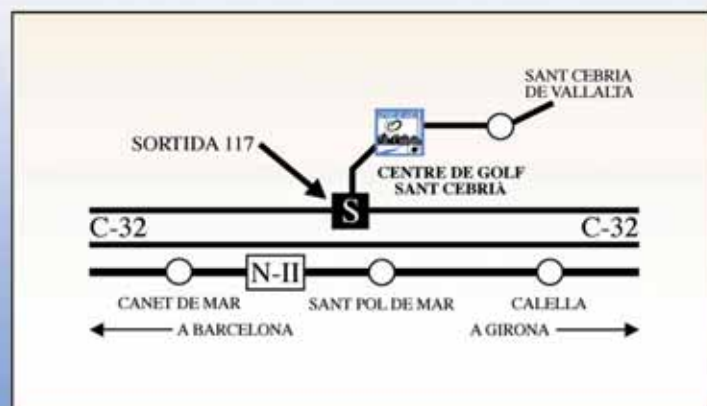 SANT CEBRIA
DE VALLALTA
SORTIDA 117
CENTRE DE GOLF
SANT CEBRIÀ
S
C-32
C-32
N-II
CANET DE MAR
SANT POL DE MAR
CALELLA
A BARCELONA
A GIRONA